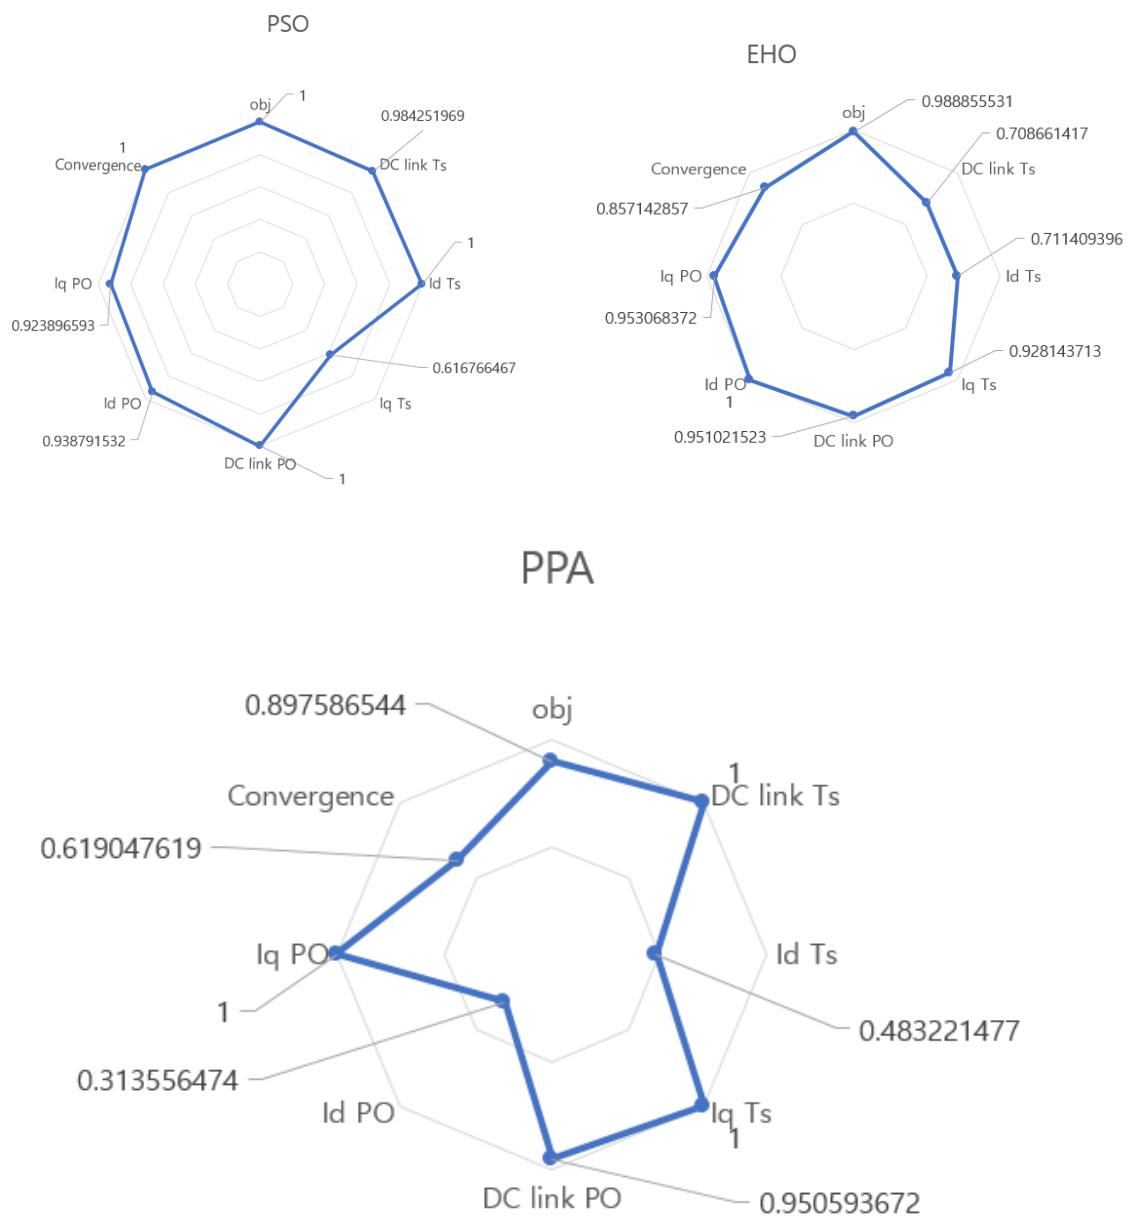 PSO
obj
1
0.984251969
DC link Ts
1
Id Ts
0.616766467
Iq Ts
DC link PO
1
Id PO
0.938791532
Iq PO
0.923896593
Convergence
1
EHO
obj
0.988855531
0.708661417
DC link Ts
0.711409396
Id Ts
0.928143713
Iq Ts
DC link PO
0.951021523
Id PO
1
Iq PO
0.953068372
Convergence
0.857142857
PPA
obj
0.897586544
1
DC link Ts
Id Ts
0.483221477
Iq Ts
1
DC link PO
0.950593672
Id PO
0.313556474
Iq PO
1
Convergence
0.619047619